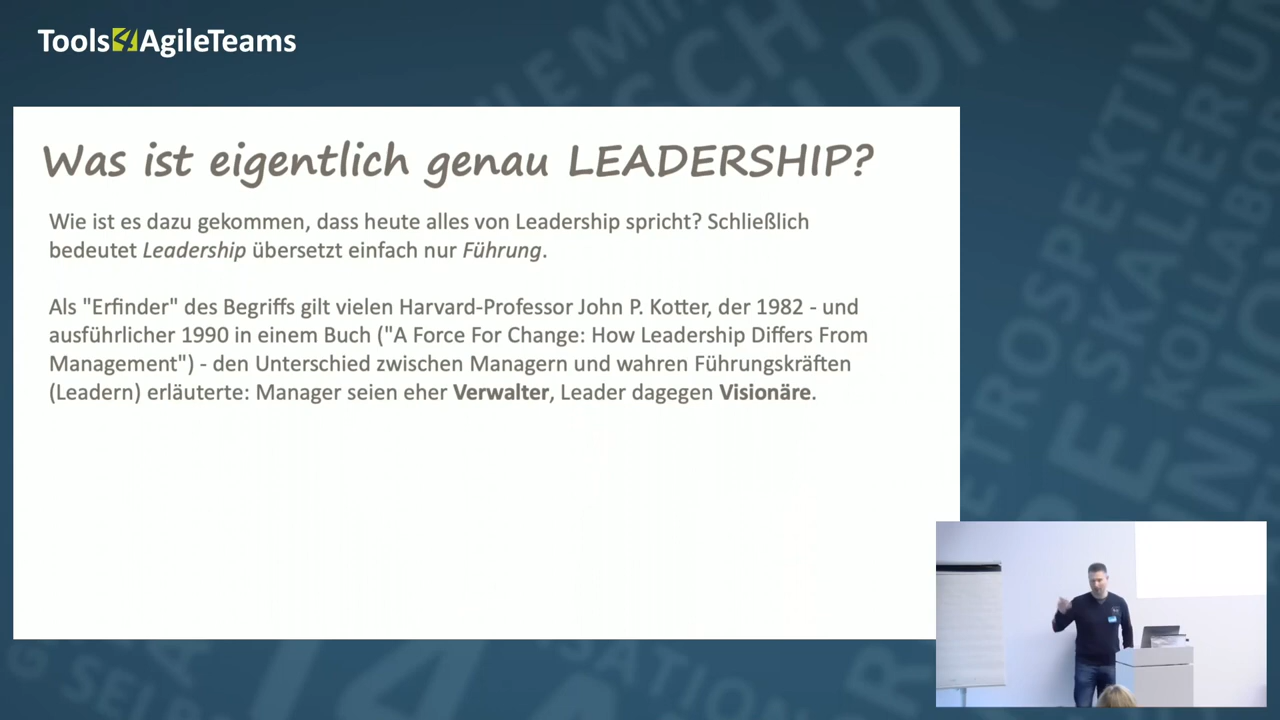 Tools4AgileTeams
Was ist eigentlich genau LEADERSHIP?
Wie ist es dazu gekommen, dass heute alles von Leadership spricht? Schließlich
bedeutet Leadership übersetzt einfach nur Führung.
Als "Erfinder" des Begriffs gilt vielen Harvard-Professor John P. Kotter, der 1982 - und
ausführlicher 1990 in einem Buch ("A Force For Change: How Leadership Differs From
Management") - den Unterschied zwischen Managern und wahren Führungskräften
(Leadern) erläuterte: Manager seien eher Verwalter, Leader dagegen Visionäre.